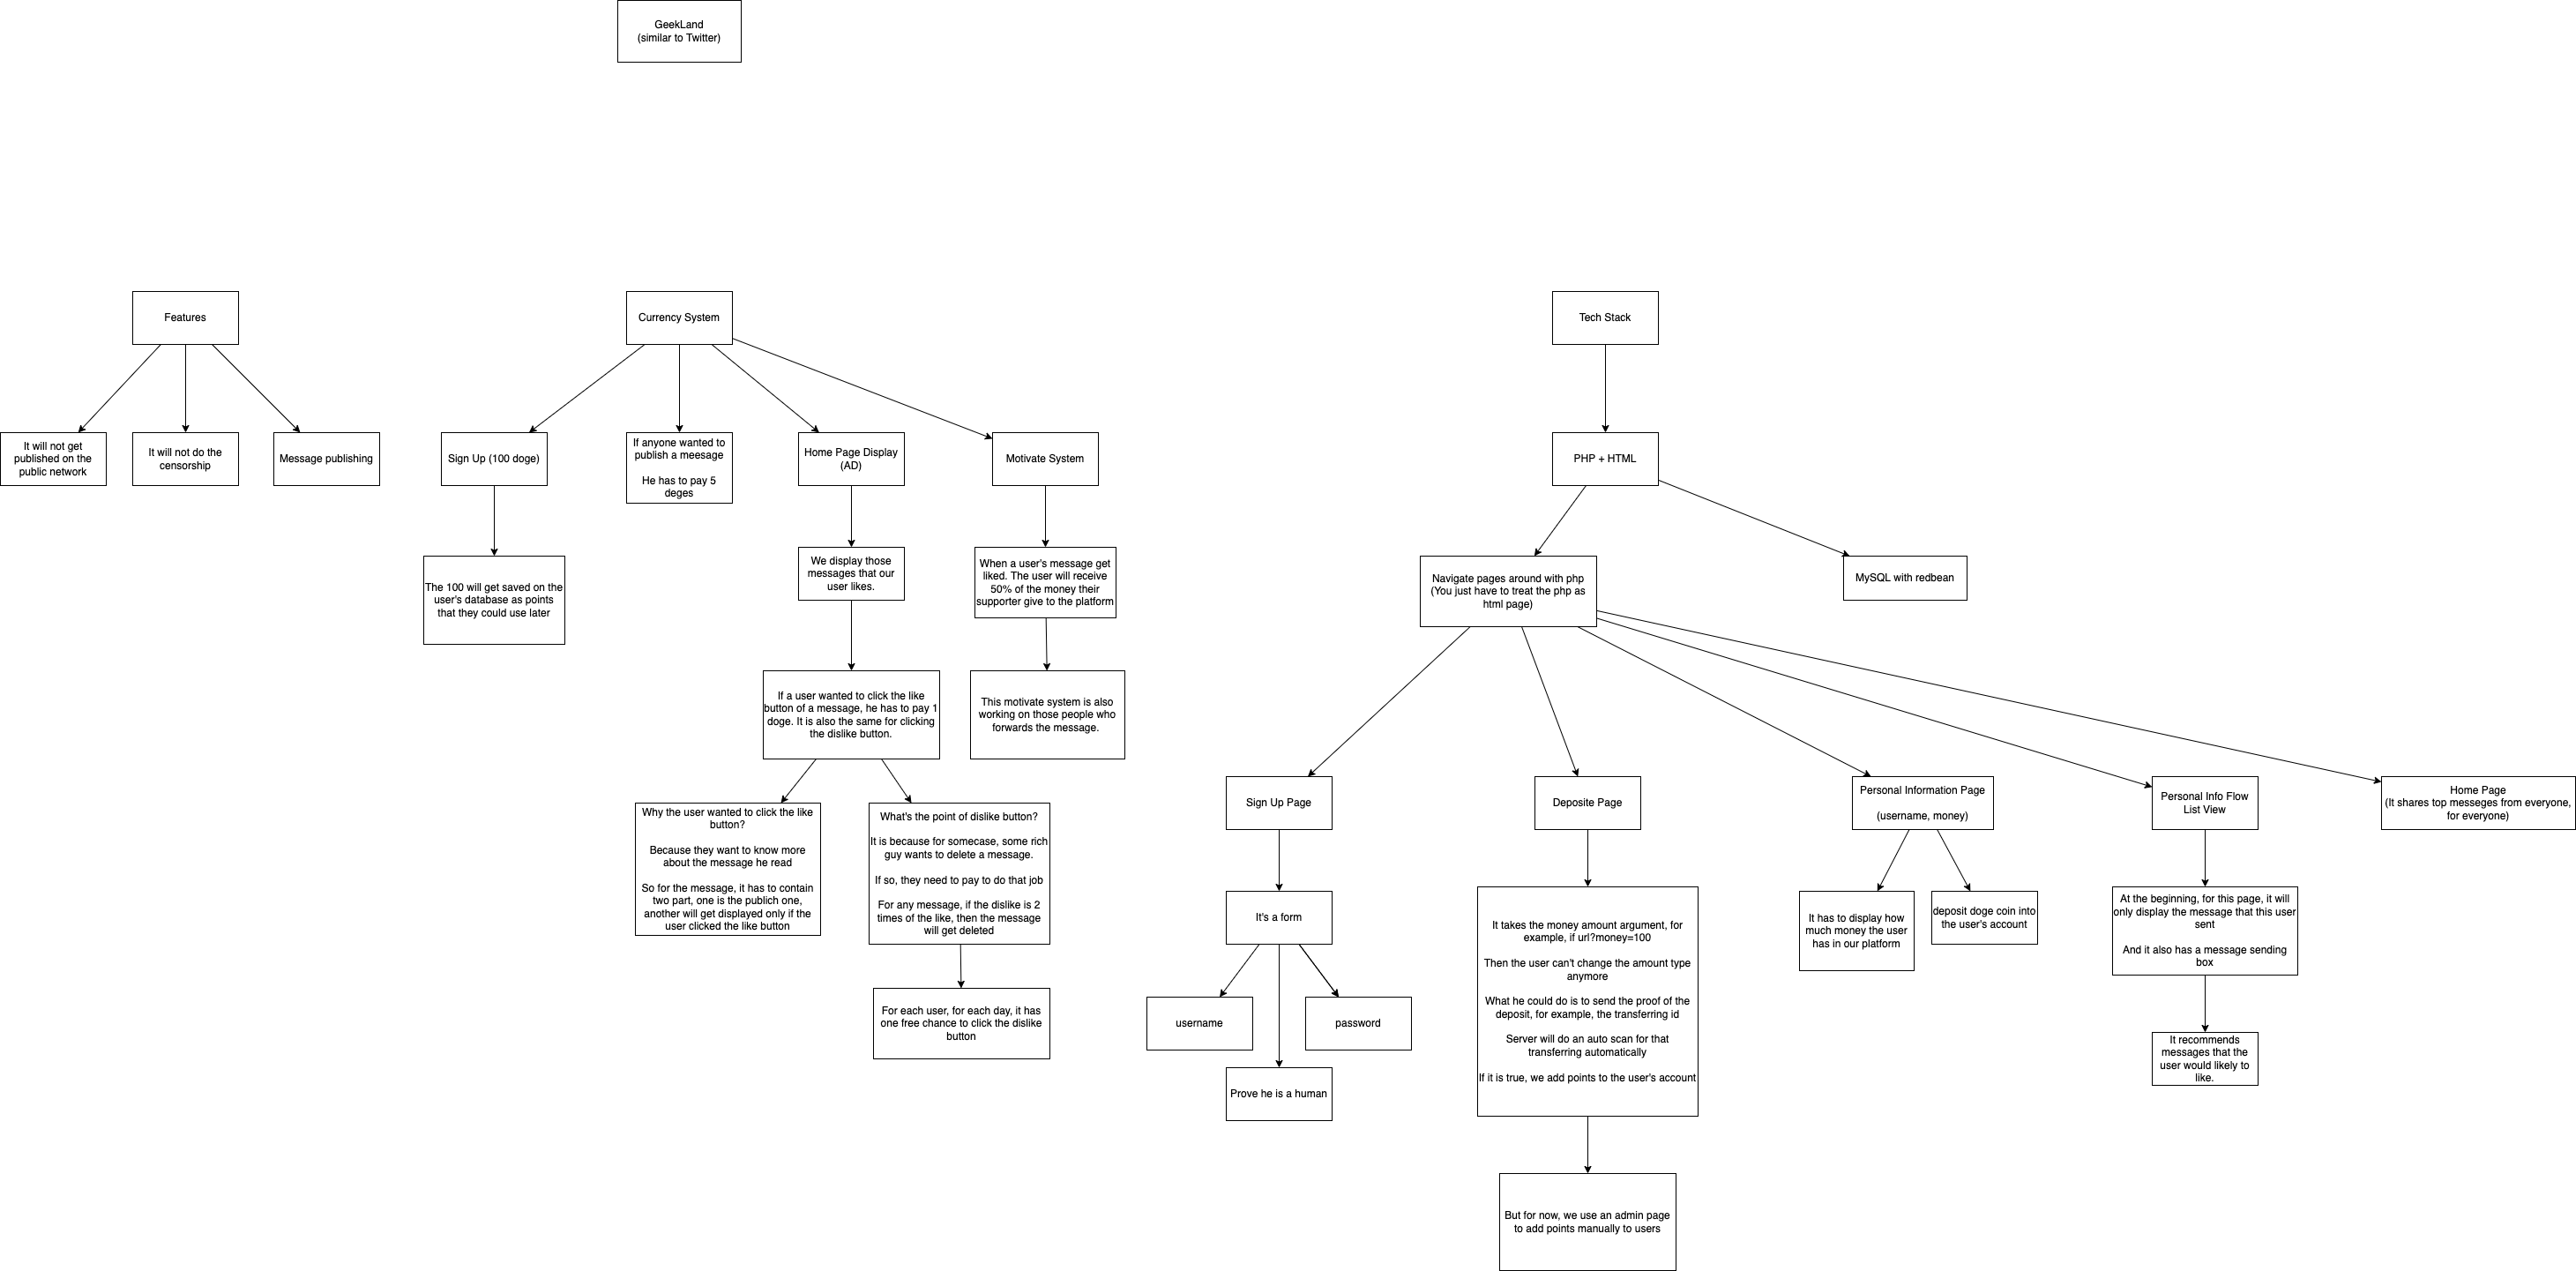 GeekLand
(similar to Twitter)
Features
Currency System
Tech Stack
It will not get
published on the
public network
It will not do the
censorship
Message publishing
Sign Up (100 doge)
If anyone wanted to
publish a meesage
He has to pay 5
deges
Home Page Display
(AD)
Motivate System
PHP + HTML
The 100 will get saved on the
user's database as points
that they could use later
We display those
messages that our
user likes.
When a user's message get
liked. The user will receive
50% of the money their
supporter give to the platform
Navigate pages around with php
(You just have to treat the php as
html page)
MySQL with redbean
If a user wanted to click the like
button of a message, he has to pay 1
doge. It is also the same for clicking
the dislike button.
This motivate system is also
working on those people who
forwards the message.
Why the user wanted to click the like
button?
Because they want to know more
about the message he read
So for the message, it has to contain
two part, one is the publich one,
another will get displayed only if the
user clicked the like button
What's the point of dislike button?
It is because for somecase, some rich
guy wants to delete a message.
If so, they need to pay to do that job
For any message, if the dislike is 2
times of the like, then the message
will get deleted
For each user, for each day, it has
one free chance to click the dislike
button
Sign Up Page
Deposite Page
Personal Information Page
(username, money)
Personal Info Flow
List View
Home Page
(It shares top messeges from everyone,
for everyone)
It's a form
username
password
Prove he is a human
It takes the money amount argument, for
example, if url?money=100
Then the user can't change the amount type
anymore
What he could do is to send the proof of the
deposit, for example, the transferring id
Server will do an auto scan for that
transferring automatically
If it is true, we add points to the user's account
But for now, we use an admin page
to add points manually to users
It has to display how
much money the user
has in our platform
deposit doge coin into
the user's account
At the beginning, for this page, it will
only display the message that this user
sent
And it also has a message sending
box
It recommends
messages that the
user would likely to
like.